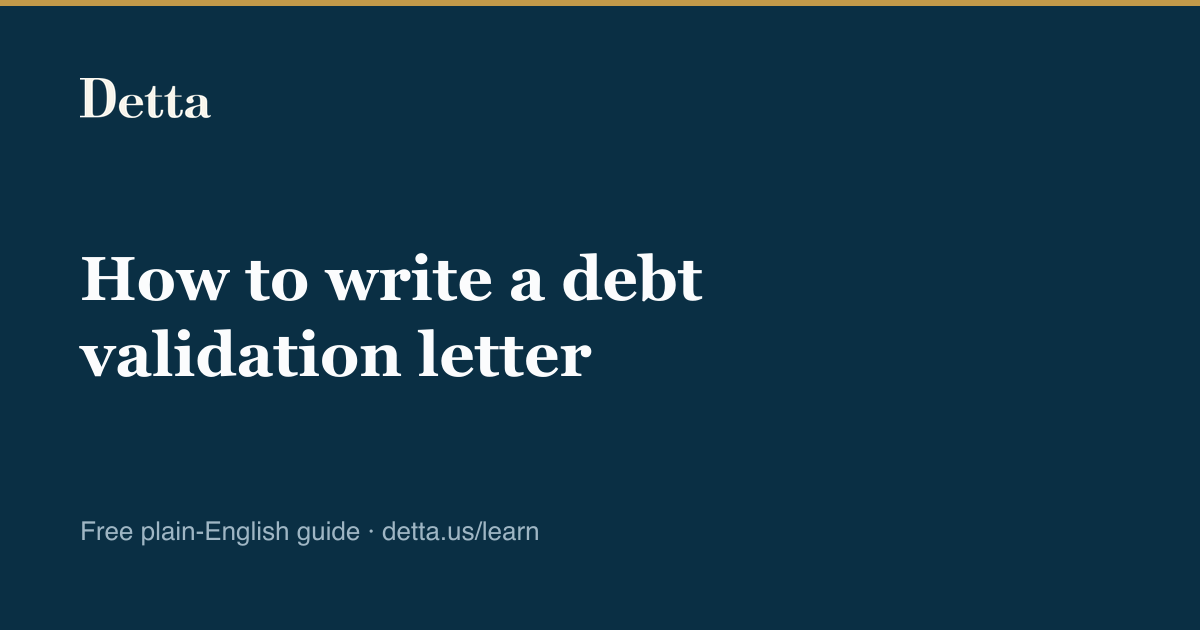 Detta
How to write a debt
validation letter
Free plain-English guide · detta.us/learn